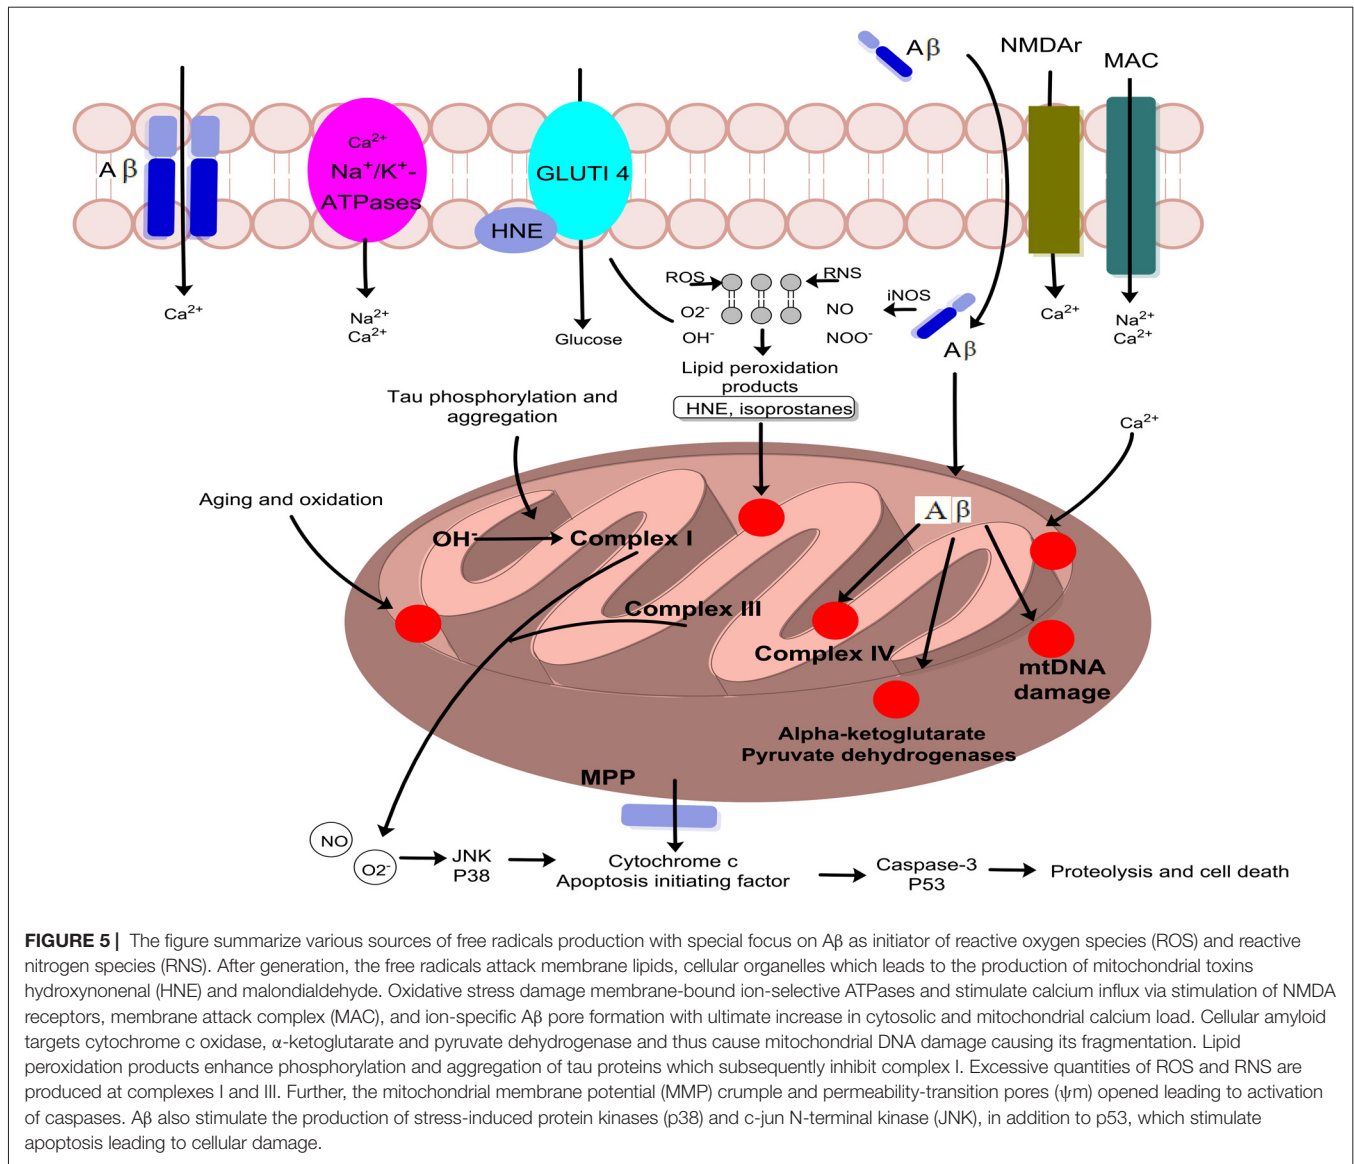 Aβ
NMDAr
MAC
Aβ
Ca²⁺
Na⁺/K⁺-
ATPases
GLUTI 4
HNE
Ca²⁺
Na²⁺
Ca²⁺
Glucose
ROS
RNS
O2⁻
OH⁻
NO
NOO⁻
iNOS
Aβ
Ca²⁺
Na²⁺
Ca²⁺
Lipid peroxidation
products
HNE, isoprostanes
Tau phosphorylation and
aggregation
Ca²⁺
Aging and oxidation
Aβ
OH⁻
Complex I
Complex III
Complex IV
mtDNA
damage
Alpha-ketoglutarate
Pyruvate dehydrogenases
MPP
NO
O2⁻
JNK
P38
Cytochrome c
Apoptosis initiating factor
Caspase-3
P53
Proteolysis and cell death
FIGURE 5 | The figure summarize various sources of free radicals production with special focus on Aβ as initiator of reactive oxygen species (ROS) and reactive
nitrogen species (RNS). After generation, the free radicals attack membrane lipids, cellular organelles which leads to the production of mitochondrial toxins
hydroxynonenal (HNE) and malondialdehyde. Oxidative stress damage membrane-bound ion-selective ATPases and stimulate calcium influx via stimulation of NMDA
receptors, membrane attack complex (MAC), and ion-specific Aβ pore formation with ultimate increase in cytosolic and mitochondrial calcium load. Cellular amyloid
targets cytochrome c oxidase, α-ketoglutarate and pyruvate dehydrogenase and thus cause mitochondrial DNA damage causing its fragmentation. Lipid
peroxidation products enhance phosphorylation and aggregation of tau proteins which subsequently inhibit complex I. Excessive quantities of ROS and RNS are
produced at complexes I and III. Further, the mitochondrial membrane potential (MMP) crumple and permeability-transition pores (ψm) opened leading to activation
of caspases. Aβ also stimulate the production of stress-induced protein kinases (p38) and c-jun N-terminal kinase (JNK), in addition to p53, which stimulate
apoptosis leading to cellular damage.